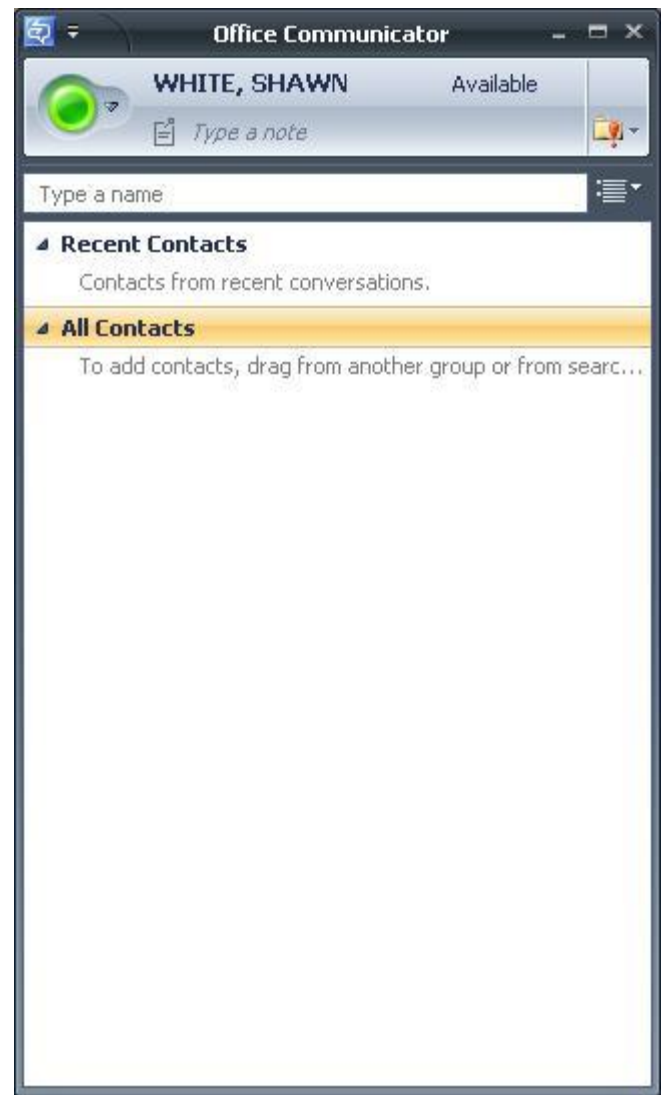 Office Communicator
WHITE, SHAWN Available
Type a note
Type a name
Recent Contacts
Contacts from recent conversations.
All Contacts
To add contacts, drag from another group or from searc...